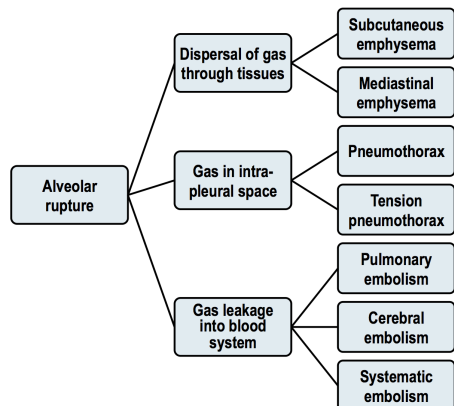 Alveolar
rupture
Dispersal of gas
through tissues
Subcutaneous
emphysema
Mediastinal
emphysema
Gas in intra-
pleural space
Pneumothorax
Tension
pneumothorax
Gas leakage
into blood
system
Pulmonary
embolism
Cerebral
embolism
Systematic
embolism